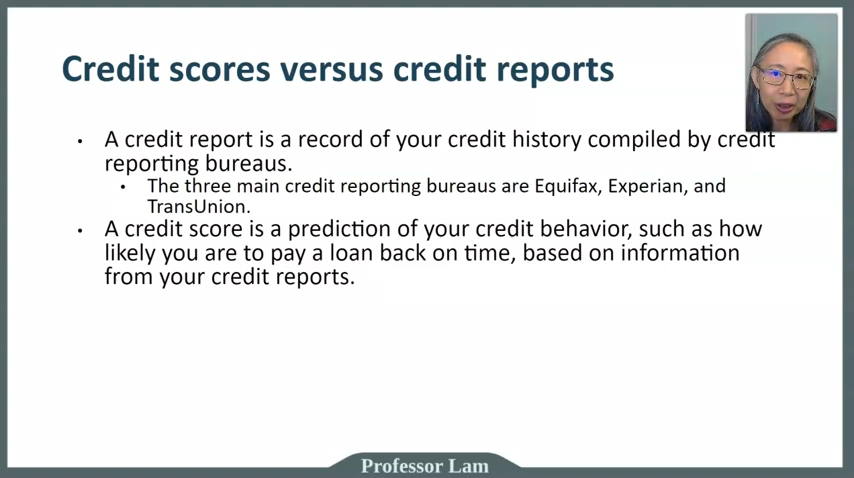 Credit scores versus credit reports
• A credit report is a record of your credit history compiled by credit
reporting bureaus.
• The three main credit reporting bureaus are Equifax, Experian, and
TransUnion.
• A credit score is a prediction of your credit behavior, such as how
likely you are to pay a loan back on time, based on information
from your credit reports.
Professor Lam